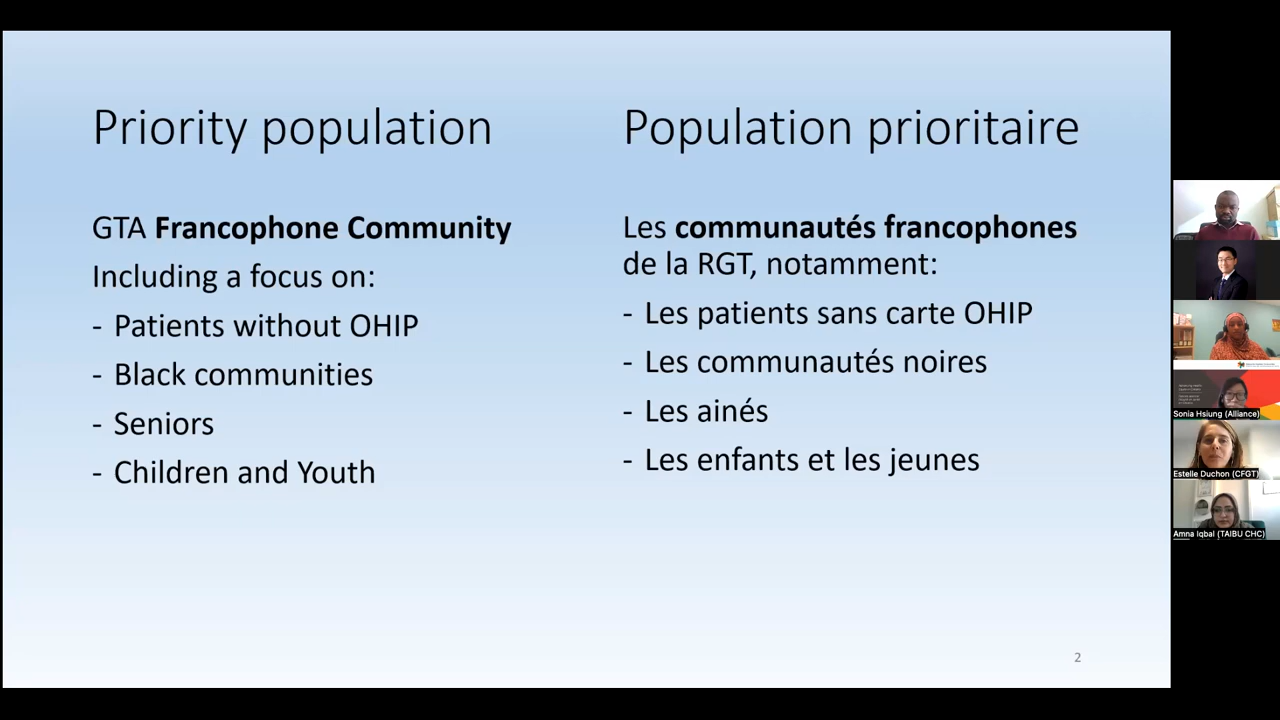 Priority population
GTA Francophone Community
Including a focus on:
- Patients without OHIP
- Black communities
- Seniors
- Children and Youth
Population prioritaire
Les communautés francophones
de la RGT, notamment:
- Les patients sans carte OHIP
- Les communautés noires
- Les ainés
- Les enfants et les jeunes
2
Sonia Hsiung (Alliance)
Estelle Duchon (CFGT)
Amna Iqbal (TAIBU CHC)